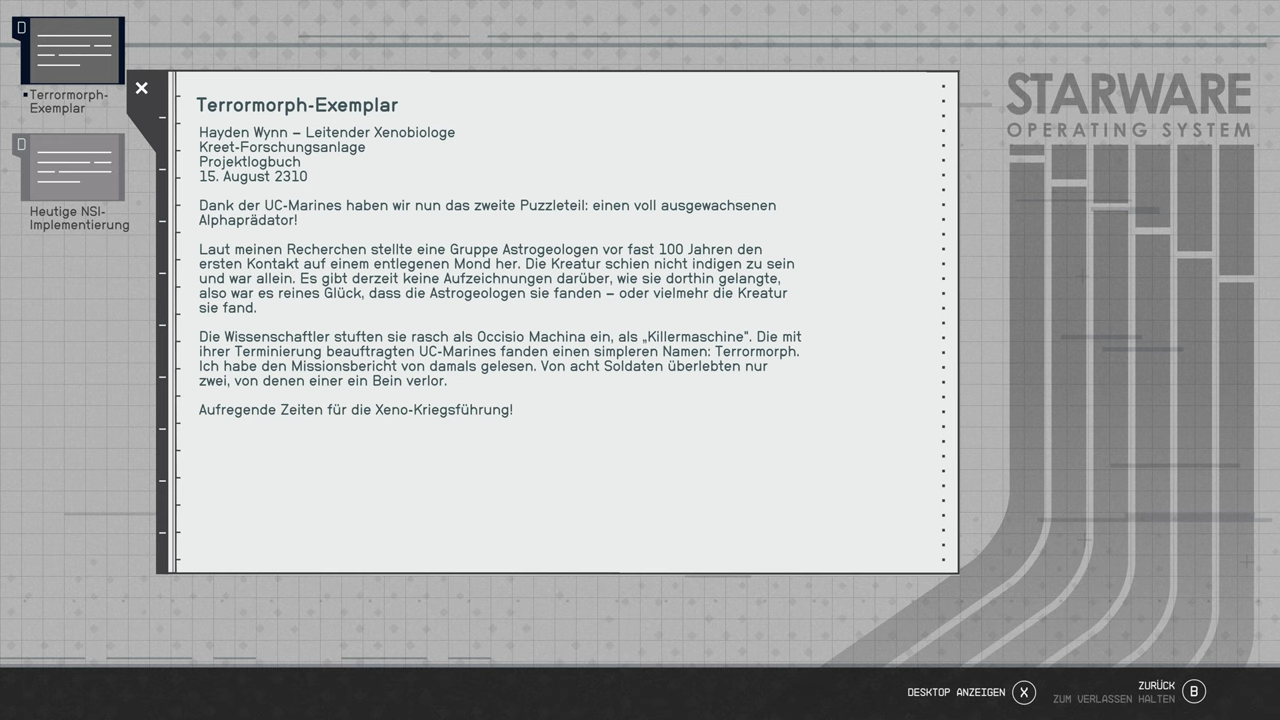 D
Terrormorph-
Exemplar
D
Heutige NSI-
Implementierung
×
Terrormorph-Exemplar
Hayden Wynn – Leitender Xenobiologe
Kreet-Forschungsanlage
Projektlogbuch
15. August 2310
Dank der UC-Marines haben wir nun das zweite Puzzleteil: einen voll ausgewachsenen
Alphaprädator!
Laut meinen Recherchen stellte eine Gruppe Astrogeologen vor fast 100 Jahren den
ersten Kontakt auf einem entlegenen Mond her. Die Kreatur schien nicht indigen zu sein
und war allein. Es gibt derzeit keine Aufzeichnungen darüber, wie sie dorthin gelangte,
also war es reines Glück, dass die Astrogeologen sie fanden – oder vielmehr die Kreatur
sie fand.
Die Wissenschaftler stuften sie rasch als Occisio Machina ein, als „Killermaschine". Die mit
ihrer Terminierung beauftragten UC-Marines fanden einen simpleren Namen: Terrormorph.
Ich habe den Missionsbericht von damals gelesen. Von acht Soldaten überlebten nur
zwei, von denen einer ein Bein verlor.
Aufregende Zeiten für die Xeno-Kriegsführung!
STARWARE
OPERATING SYSTEM
DESKTOP ANZEIGEN X
ZURÜCK B
ZUM VERLASSEN HALTEN